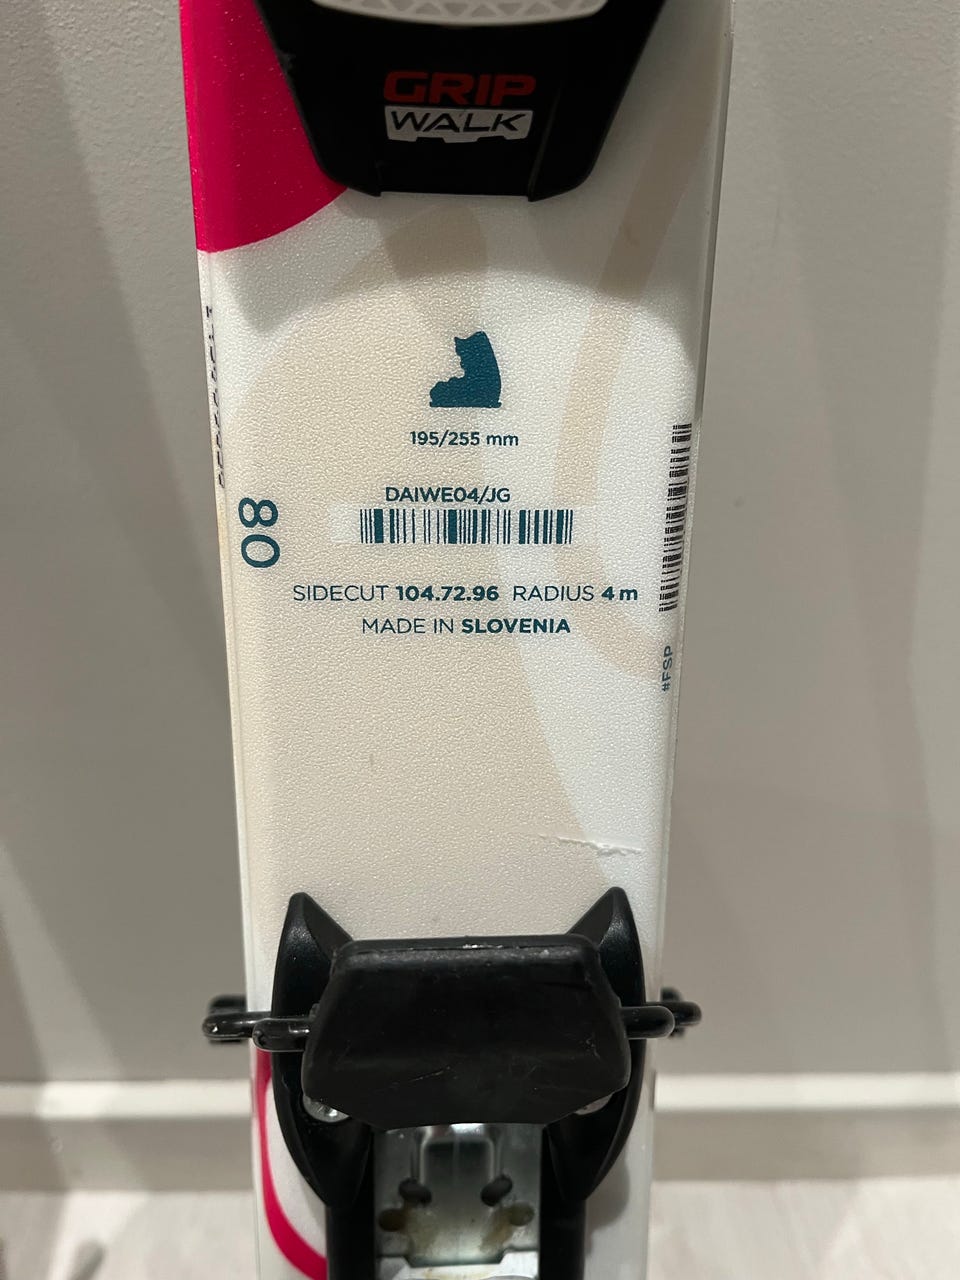 GRIP
WALK
195/255 mm
DAIWE04/JG
80
SIDECUT 104.72.96 RADIUS 4 m
MADE IN SLOVENIA
#FSP